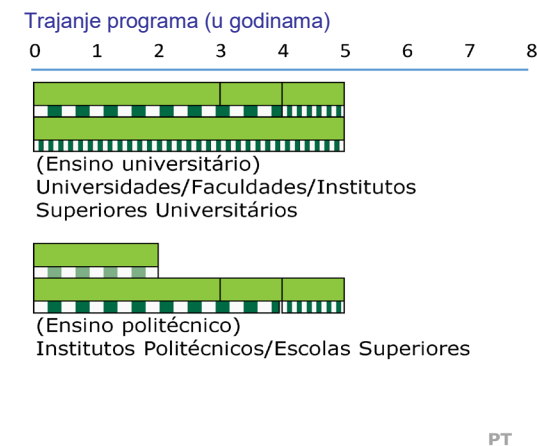 Trajanje programa (u godinama)
0 1 2 3 4 5 6 7 8
(Ensino universitário)
Universidades/Faculdades/Institutos
Superiores Universitários
(Ensino politécnico)
Institutos Politécnicos/Escolas Superiores
PT